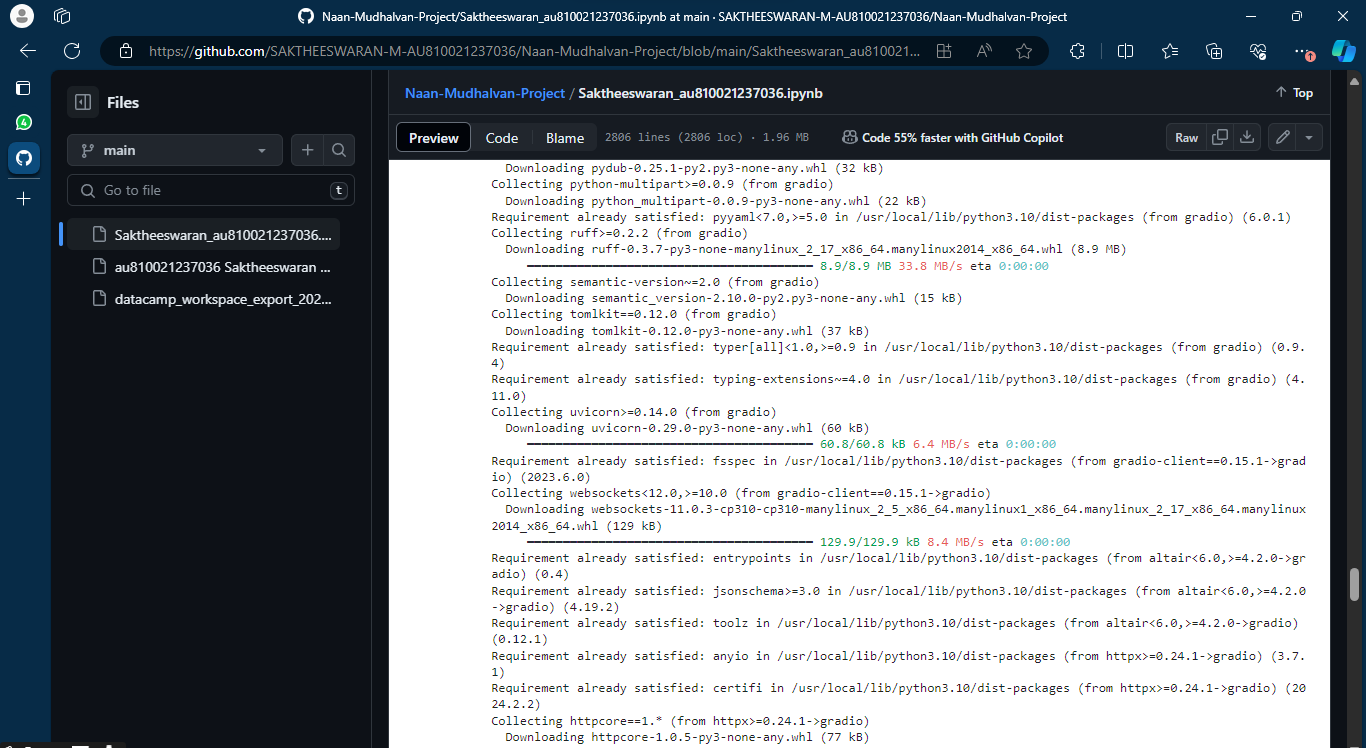 Naan-Mudhalvan-Project/Saktheeswaran_au810021237036.ipynb at main · SAKTHEESWARAN-M-AU810021237036/Naan-Mudhalvan-Project
https://github.com/SAKTHEESWARAN-M-AU810021237036/Naan-Mudhalvan-Project/blob/main/Saktheeswaran_au810021...
4
Files
main
Go to file
t
Saktheeswaran_au810021237036....
au810021237036 Saktheeswaran ...
datacamp_workspace_export_202...
Naan-Mudhalvan-Project / Saktheeswaran_au810021237036.ipynb
Top
Preview Code Blame 2806 lines (2806 loc) · 1.96 MB Code 55% faster with GitHub Copilot Raw
Downloading pydub-0.25.1-py2.py3-none-any.whl (32 kB)
Collecting python-multipart>=0.0.9 (from gradio)
Downloading python_multipart-0.0.9-py3-none-any.whl (22 kB)
Requirement already satisfied: pyyaml<7.0,>=5.0 in /usr/local/lib/python3.10/dist-packages (from gradio) (6.0.1)
Collecting ruff>=0.2.2 (from gradio)
Downloading ruff-0.3.7-py3-none-manylinux_2_17_x86_64.manylinux2014_x86_64.whl (8.9 MB)
8.9/8.9 MB 33.8 MB/s eta 0:00:00
Collecting semantic-version~=2.0 (from gradio)
Downloading semantic_version-2.10.0-py2.py3-none-any.whl (15 kB)
Collecting tomlkit==0.12.0 (from gradio)
Downloading tomlkit-0.12.0-py3-none-any.whl (37 kB)
Requirement already satisfied: typer[all]<1.0,>=0.9 in /usr/local/lib/python3.10/dist-packages (from gradio) (0.9.
4)
Requirement already satisfied: typing-extensions~=4.0 in /usr/local/lib/python3.10/dist-packages (from gradio) (4.
11.0)
Collecting uvicorn>=0.14.0 (from gradio)
Downloading uvicorn-0.29.0-py3-none-any.whl (60 kB)
60.8/60.8 kB 6.4 MB/s eta 0:00:00
Requirement already satisfied: fsspec in /usr/local/lib/python3.10/dist-packages (from gradio-client==0.15.1->grad
io) (2023.6.0)
Collecting websockets<12.0,>=10.0 (from gradio-client==0.15.1->gradio)
Downloading websockets-11.0.3-cp310-cp310-manylinux_2_5_x86_64.manylinux1_x86_64.manylinux_2_17_x86_64.manylinux
2014_x86_64.whl (129 kB)
129.9/129.9 kB 8.4 MB/s eta 0:00:00
Requirement already satisfied: entrypoints in /usr/local/lib/python3.10/dist-packages (from altair<6.0,>=4.2.0->gr
adio) (0.4)
Requirement already satisfied: jsonschema>=3.0 in /usr/local/lib/python3.10/dist-packages (from altair<6.0,>=4.2.0
->gradio) (4.19.2)
Requirement already satisfied: toolz in /usr/local/lib/python3.10/dist-packages (from altair<6.0,>=4.2.0->gradio)
(0.12.1)
Requirement already satisfied: anyio in /usr/local/lib/python3.10/dist-packages (from httpx>=0.24.1->gradio) (3.7.
1)
Requirement already satisfied: certifi in /usr/local/lib/python3.10/dist-packages (from httpx>=0.24.1->gradio) (20
24.2.2)
Collecting httpcore==1.* (from httpx>=0.24.1->gradio)
Downloading httpcore-1.0.5-py3-none-any.whl (77 kB)